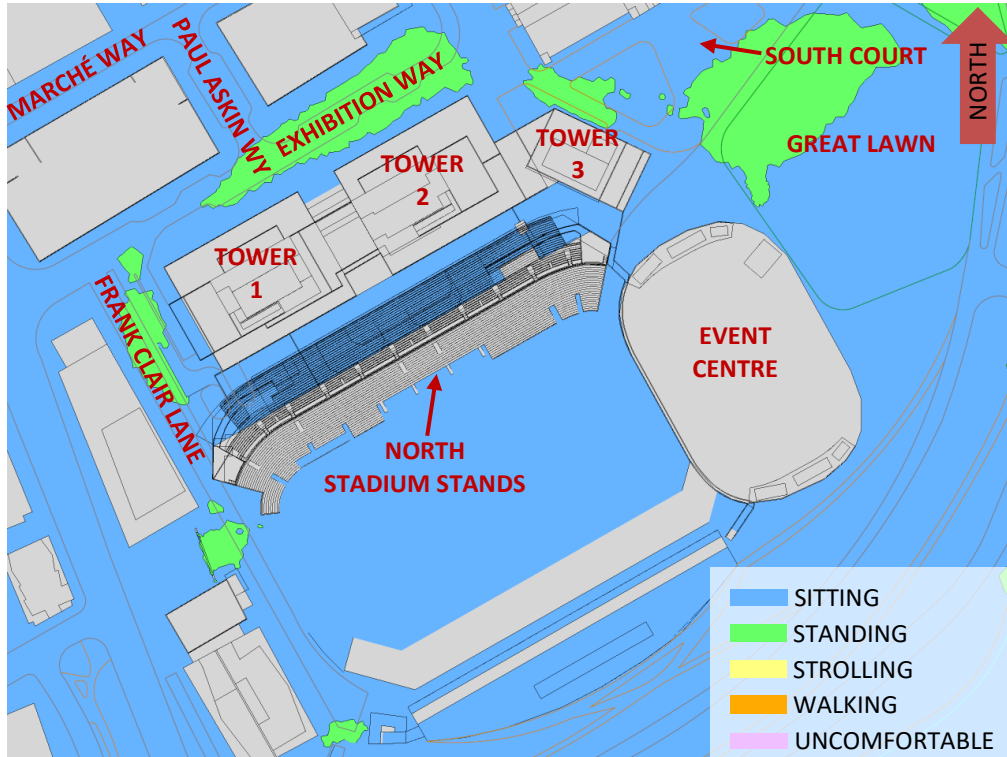 MARCHÉ WAY
PAUL ASKIN WY
EXHIBITION WAY
SOUTH COURT
NORTH
GREAT LAWN
TOWER
3
TOWER
2
TOWER
1
FRANK CLAIR LANE
EVENT
CENTRE
NORTH
STADIUM STANDS
SITTING
STANDING
STROLLING
WALKING
UNCOMFORTABLE